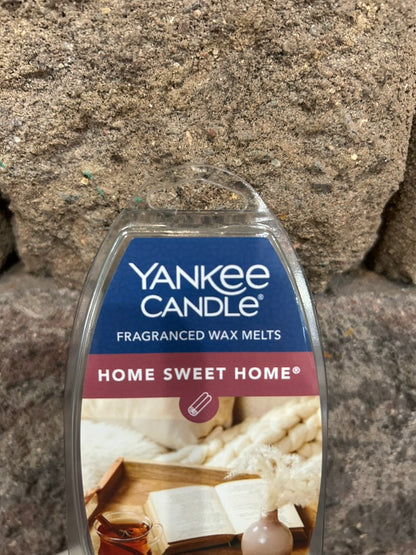 YANKEE
CANDLE®
FRAGRANCED WAX MELTS
HOME SWEET HOME®